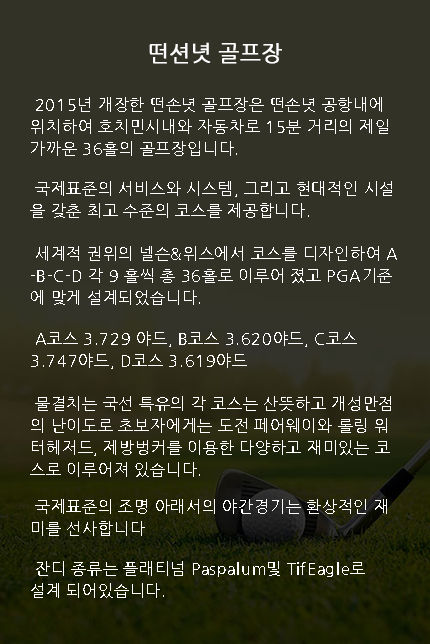 떤션녓 골프장
2015년 개장한 떤손녓 골프장은 떤손녓 공항내에
위치하여 호치민시내와 자동차로 15분 거리의 제일
가까운 36홀의 골프장입니다.
국제표준의 서비스와 시스템, 그리고 현대적인 시설
을 갖춘 최고 수준의 코스를 제공합니다.
세계적 권위의 넬슨&위스에서 코스를 디자인하여 A
-B-C-D 각 9 홀씩 총 36홀로 이루어 졌고 PGA기준
에 맞게 설계되었습니다.
A코스 3.729 야드, B코스 3.620야드, C코스
3.747야드, D코스 3.619야드
물결치는 국선 특유의 각 코스는 산뜻하고 개성만점
의 난이도로 초보자에게는 도전 페어웨이와 룰링 워
터헤저드, 제방벙커를 이용한 다양하고 재미있는 코
스로 이루어져 있습니다.
국제표준의 조명 아래서의 야간경기는 환상적인 재
미를 선사합니다
잔디 종류는 플래티넘 Paspalum및 TifEagle로
설계 되어있습니다.